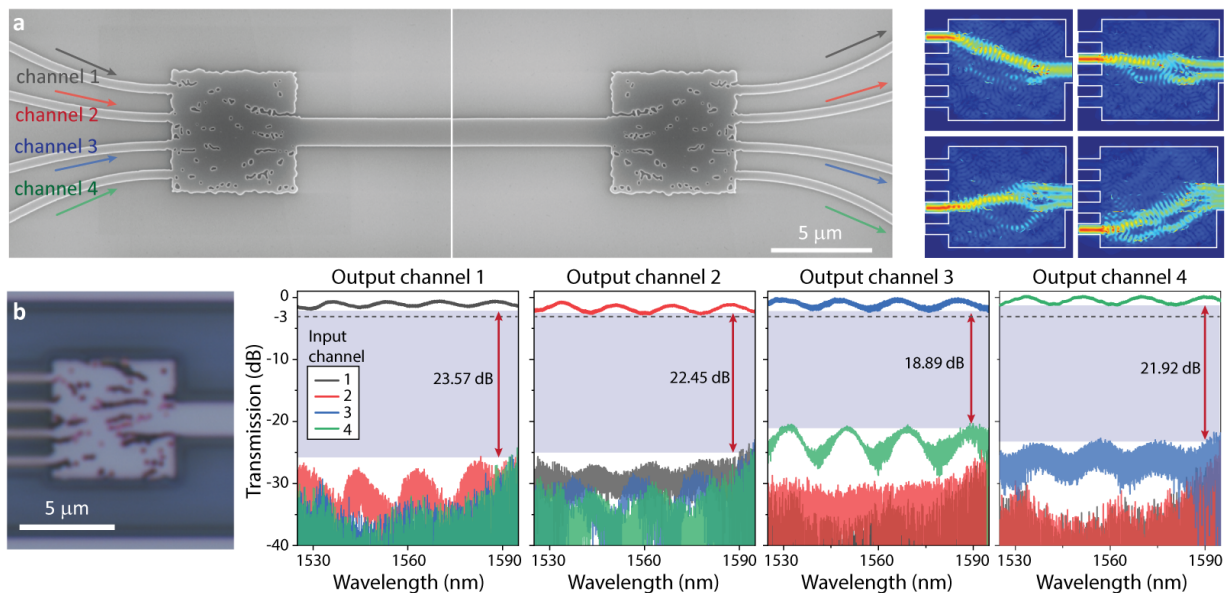 a
channel 1
channel 2
channel 3
channel 4
5 μm
b
5 μm
Output channel 1
Output channel 2
Output channel 3
Output channel 4
Transmission (dB)
0
-3
-10
-20
-30
-40
Input
channel
1
2
3
4
23.57 dB
22.45 dB
18.89 dB
21.92 dB
1530
1560
1590
1530
1560
1590
1530
1560
1590
1530
1560
1590
Wavelength (nm)
Wavelength (nm)
Wavelength (nm)
Wavelength (nm)